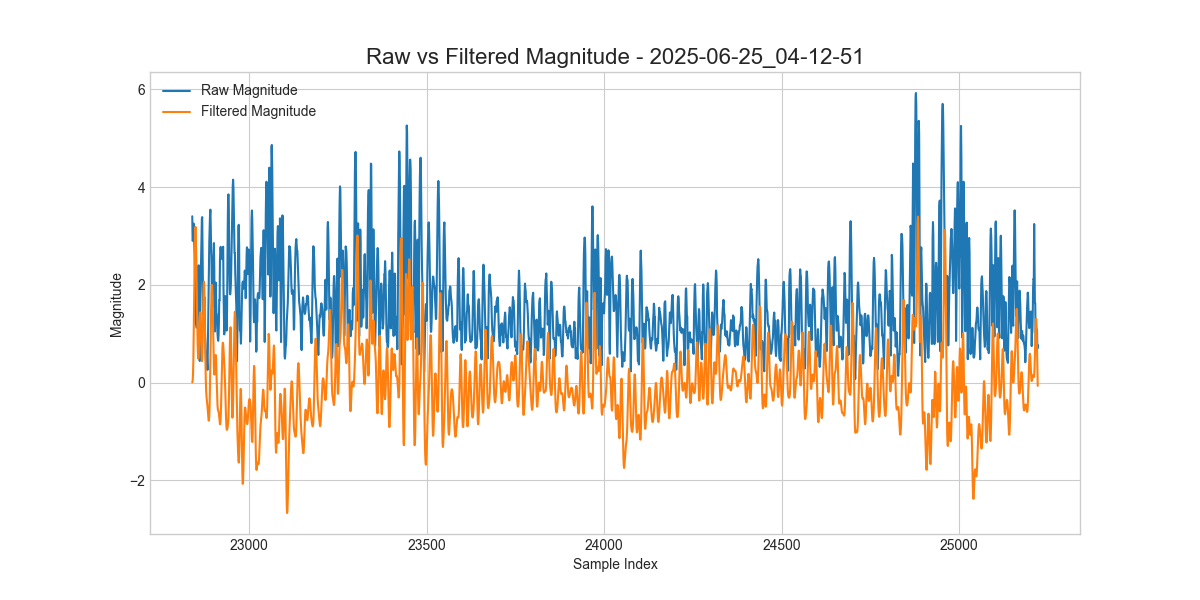 Raw vs Filtered Magnitude - 2025-06-25_04-12-51
Raw Magnitude
Filtered Magnitude
6
4
2
0
−2
Magnitude
23000 23500 24000 24500 25000
Sample Index